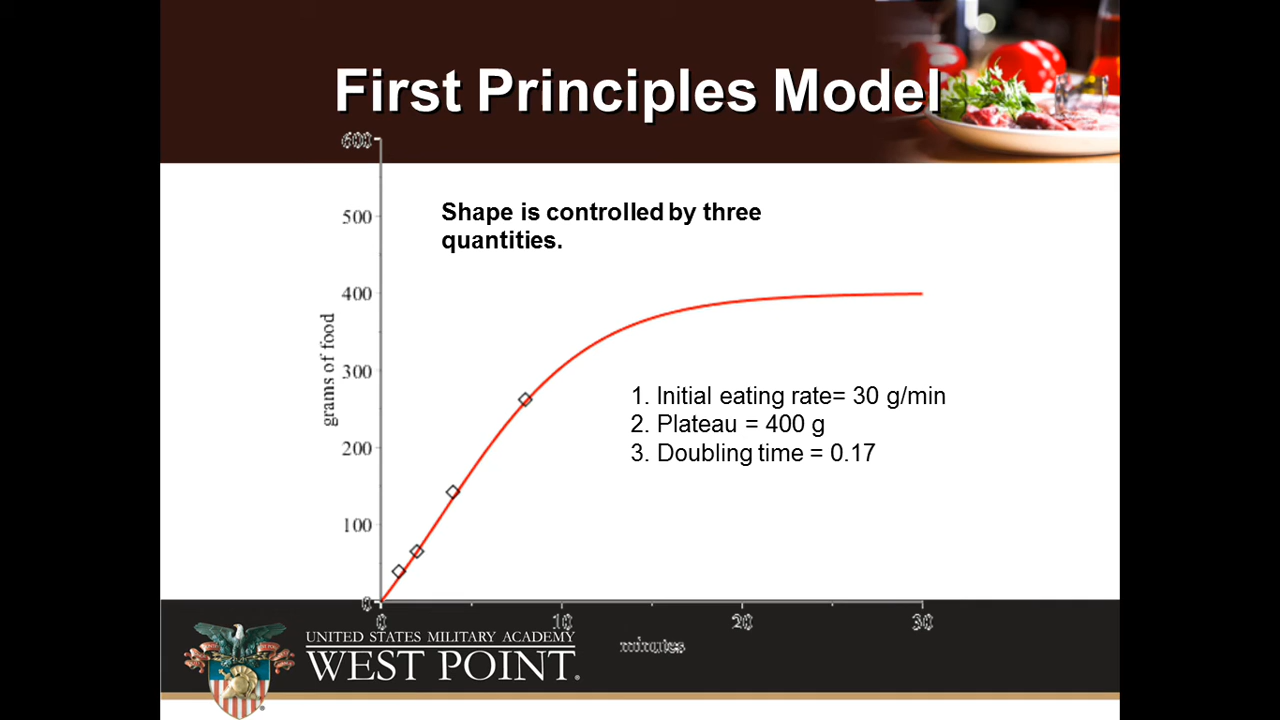 First Principles Model
600
Shape is controlled by three
quantities.
500
400
300
200
100
0
grams of food
1. Initial eating rate= 30 g/min
2. Plateau = 400 g
3. Doubling time = 0.17
0
10
20
30
minutes
UNITED STATES MILITARY ACADEMY
WEST POINT.